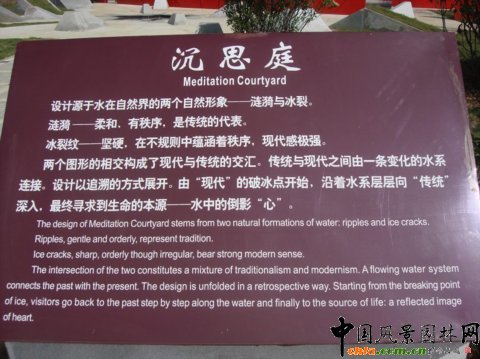 沉思庭
Meditation Courtyard
设计源于水在自然界的两个自然形象——涟漪与冰裂。
涟漪——柔和、有秩序，是传统的代表。
冰裂纹——坚硬，在不规则中蕴涵着秩序，现代感极强。
两个图形的相交构成了现代与传统的交汇。传统与现代之间由一条变化的水系
连接。设计以追溯的方式展开。由“现代”的破冰点开始，沿着水系层层向“传统”
深入，最终寻求到生命的本源——水中的倒影“心”。
The design of Meditation Courtyard stems from two natural formations of water: ripples and ice cracks.
Ripples, gentle and orderly, represent tradition.
Ice cracks, sharp, orderly though irregular, bear strong modern sense.
The intersection of the two constitutes a mixture of traditionalism and modernism. A flowing water system
connects the past with the present. The design is unfolded in a retrospective way. Starting from the breaking point
of ice, visitors go back to the past step by step along the water and finally to the source of life: a reflected image
of heart.
中国风景园林网